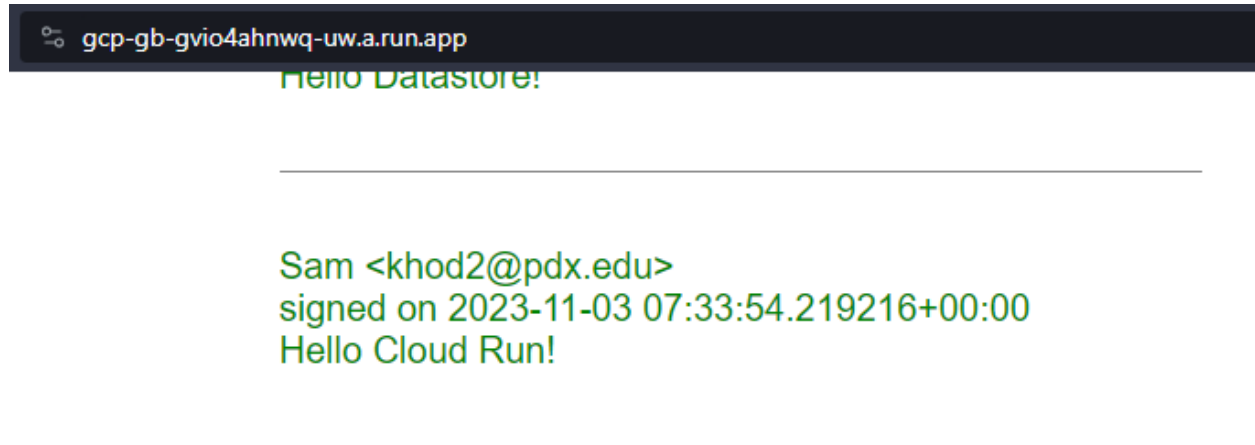 gcp-gb-gvio4ahnwq-uw.a.run.app
Hello Datastore!
Sam <khod2@pdx.edu>
signed on 2023-11-03 07:33:54.219216+00:00
Hello Cloud Run!